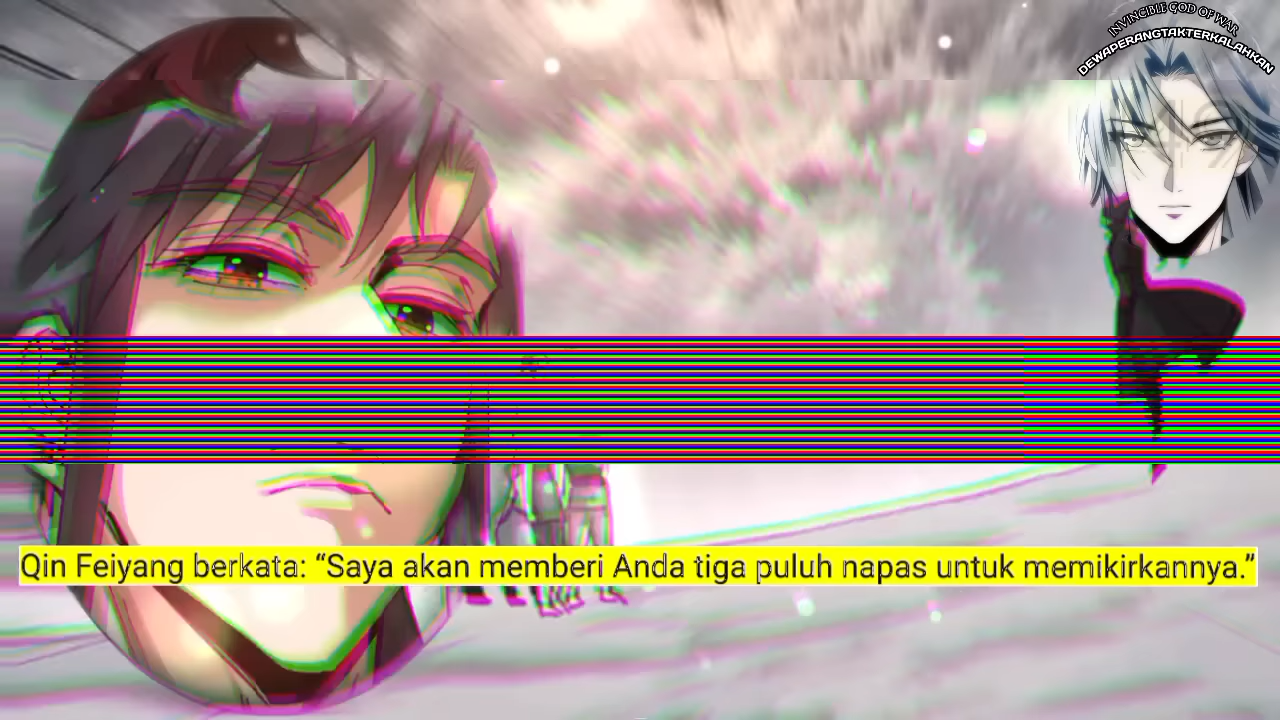 INVINCIBLE GOD OF WAR
DEWAPERANGTAKTERKALAHKAN
Qin Feiyang berkata: “Saya akan memberi Anda tiga puluh napas untuk memikirkannya.”